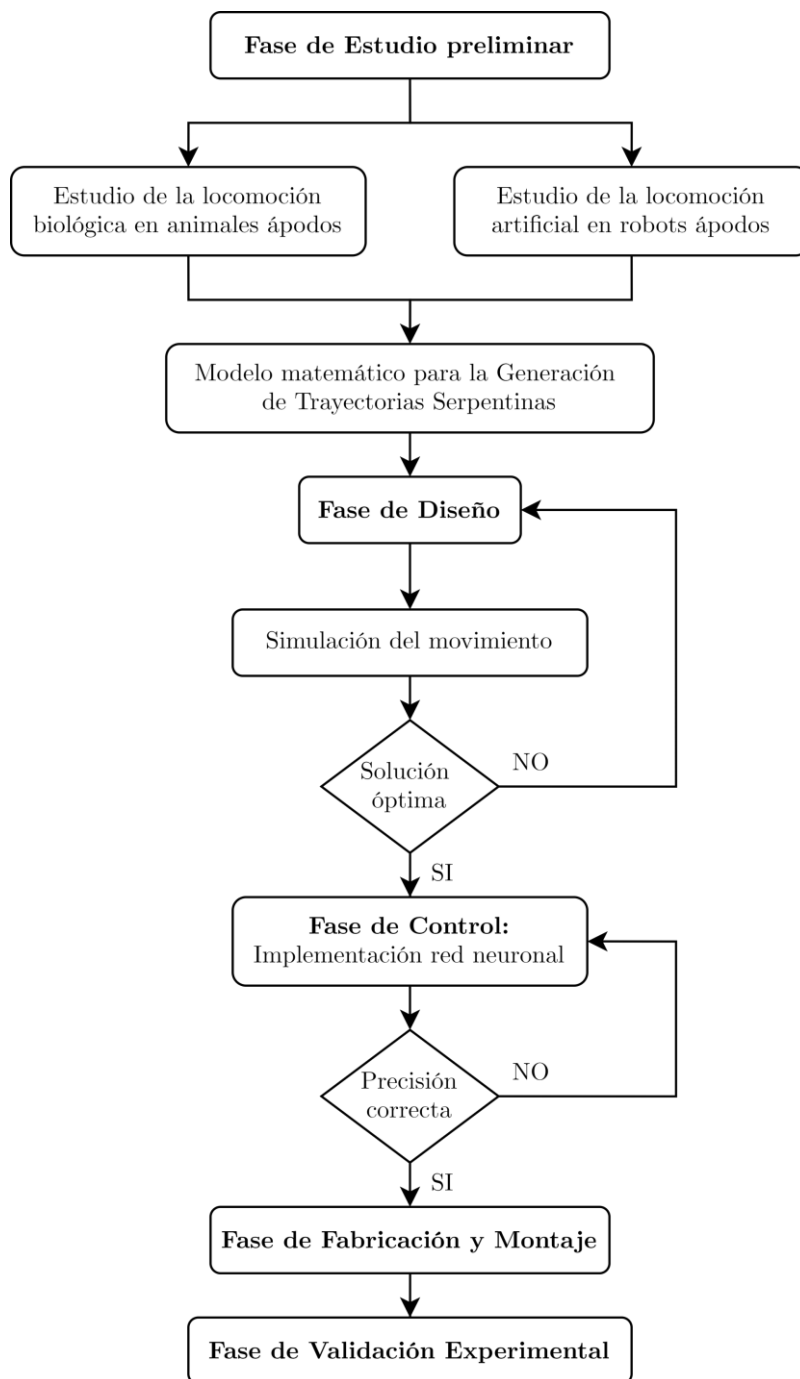 Fase de Estudio preliminar
Estudio de la locomoción
biológica en animales ápodos
Estudio de la locomoción
artificial en robots ápodos
Modelo matemático para la Generación
de Trayectorias Serpentinas
Fase de Diseño
Simulación del movimiento
Solución
óptima
NO
SI
Fase de Control:
Implementación red neuronal
Precisión
correcta
NO
SI
Fase de Fabricación y Montaje
Fase de Validación Experimental